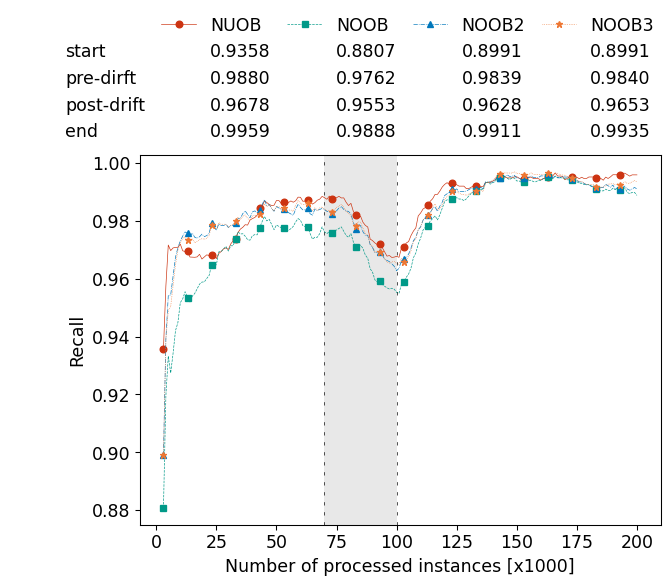 NUOB NOOB NOOB2 NOOB3
start 0.9358 0.8807 0.8991 0.8991
pre-dirft 0.9880 0.9762 0.9839 0.9840
post-drift 0.9678 0.9553 0.9628 0.9653
end 0.9959 0.9888 0.9911 0.9935
1.00
0.98
0.96
0.94
0.92
0.90
0.88
Recall
0 25 50 75 100 125 150 175 200
Number of processed instances [x1000]